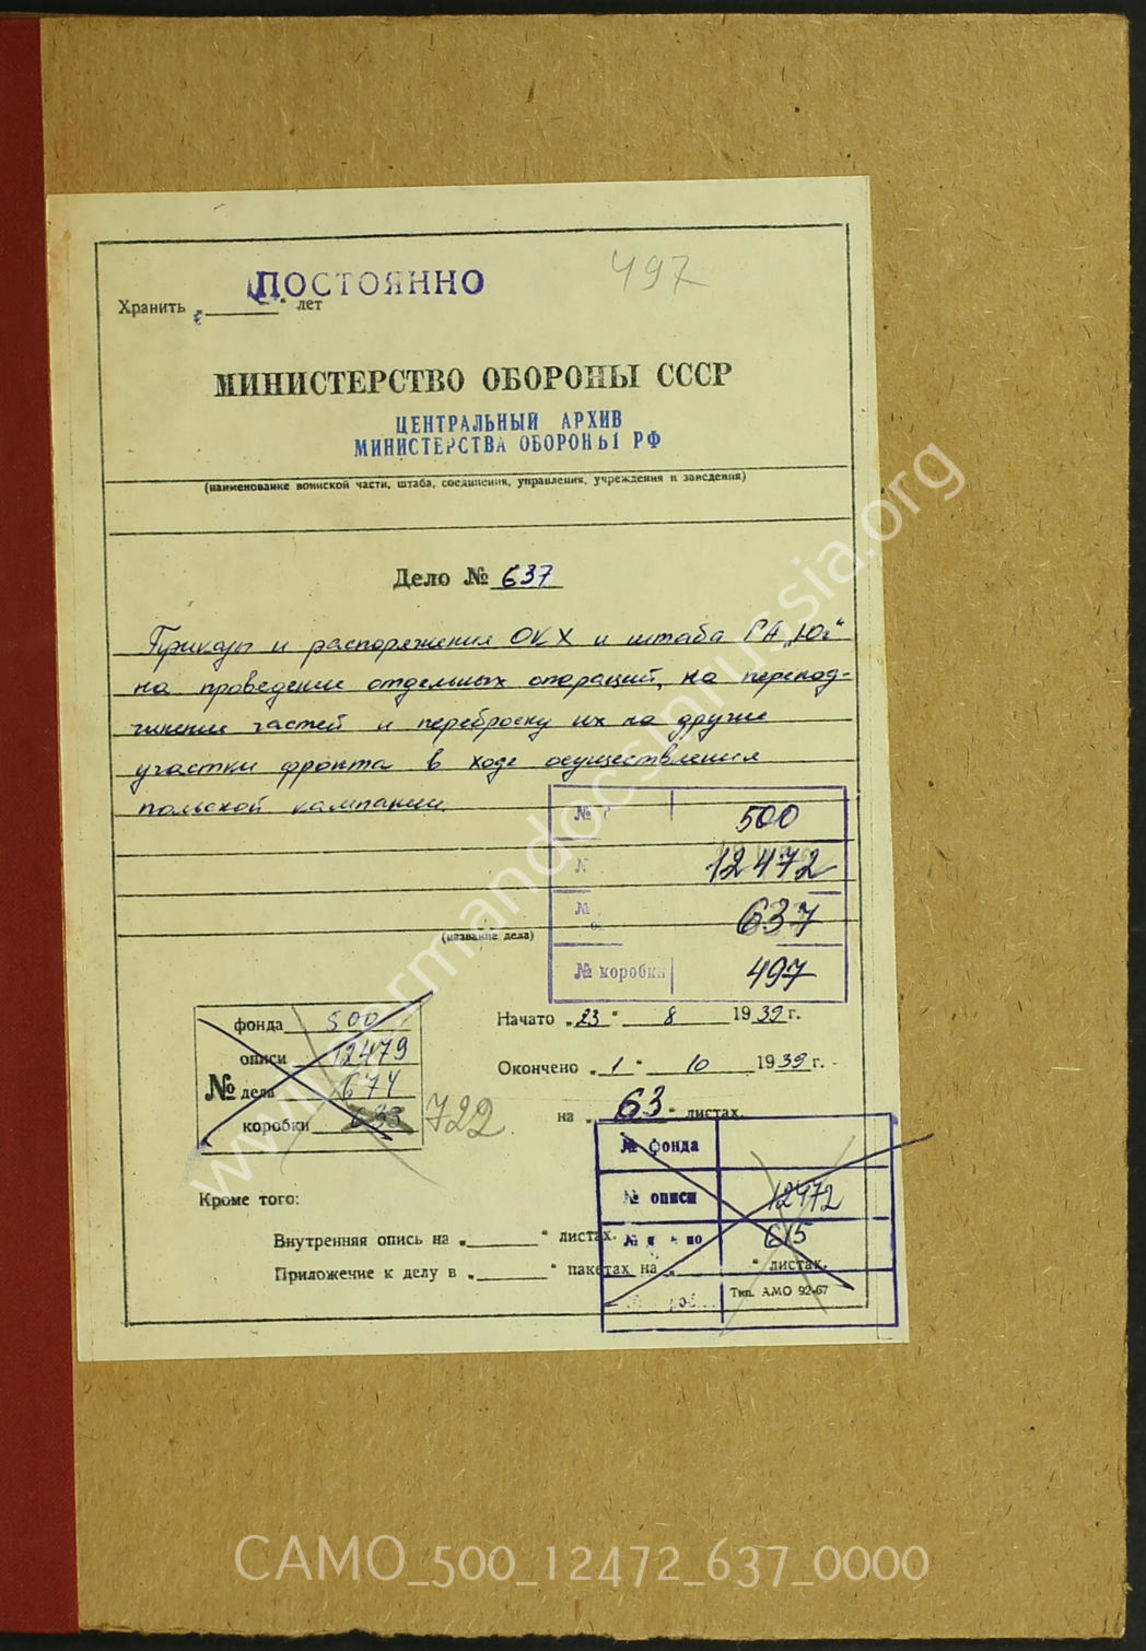 ПОСТОЯННО
497
Хранить „ “ лет
МИНИСТЕРСТВО ОБОРОНЫ СССР
ЦЕНТРАЛЬНЫЙ АРХИВ
МИНИСТЕРСТВА ОБОРОНЫ РФ
(наименование воинской части, штаба, соединения, управления, учреждения и заведения)
Дело № 637
Приказы и распоряжения ОКХ и штаба ГА „Юг“
на проведение отдельных операций, на перепод-
чинение частей и переброску их на другие
участки фронта в ходе осуществления
польской кампании.
№ 500
№ 12472
№ 637
№ коробки 497
(название дела)
Начато „23“ 8 1939 г.
Окончено „1“ 10 1939 г.
на „63“ листах.
№
фонда 500
описи 12479
дела 674
коробки
722
№ фонда
№ описи 12472
615
Кроме того:
Внутренняя опись на „ “ листах.
Приложение к делу в „ “ пакетах на „ “ листах.
Тип. АМО 92-67
www.germandocsinrussia.org
CAMO_500_12472_637_0000